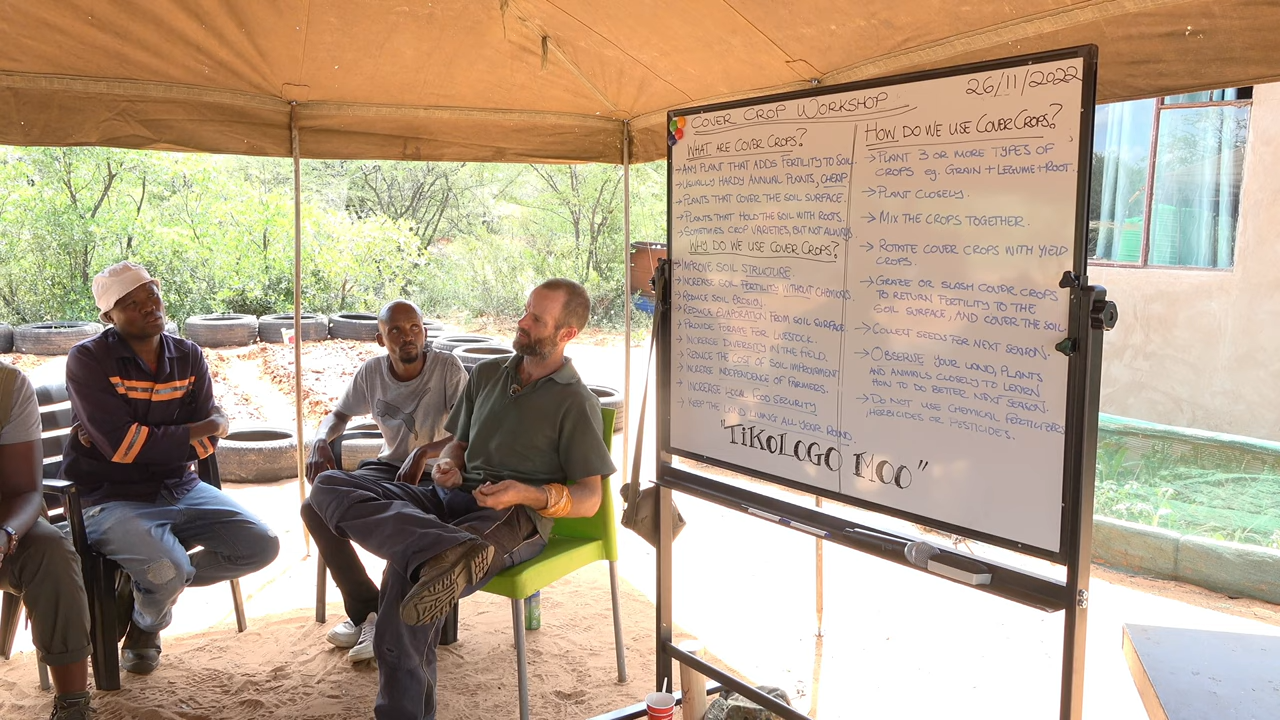 26/11/2022
COVER CROP WORKSHOP
WHAT ARE COVER CROPS?
→ ANY PLANT THAT ADDS FERTILITY TO SOIL.
→ USUALLY HARDY ANNUAL PLANTS, CHEAP
→ PLANTS THAT COVER THE SOIL SURFACE.
→ PLANTS THAT HOLD THE SOIL WITH ROOTS.
→ SOMETIMES CROP VARIETIES, BUT NOT ALWAYS.
WHY DO WE USE COVER CROPS?
→ IMPROVE SOIL STRUCTURE.
→ INCREASE SOIL FERTILITY WITHOUT CHEMICALS.
→ REDUCE SOIL EROSION.
→ REDUCE EVAPORATION FROM SOIL SURFACE.
→ PROVIDE FORAGE FOR LIVESTOCK.
→ INCREASE DIVERSITY IN THE FIELD.
→ REDUCE THE COST OF SOIL IMPROVEMENT
→ INCREASE INDEPENDENCE OF FARMERS.
→ INCREASE LOCAL FOOD SECURITY
→ KEEP THE LAND LIVING ALL YEAR ROUND.
HOW DO WE USE COVER CROPS?
→ PLANT 3 OR MORE TYPES OF
CROPS eg. GRAIN + LEGUME + ROOT.
→ PLANT CLOSELY.
→ MIX THE CROPS TOGETHER.
→ ROTATE COVER CROPS WITH YIELD
CROPS.
→ GRAZE OR SLASH COVER CROPS
TO RETURN FERTILITY TO THE
SOIL SURFACE, AND COVER THE SOIL
→ COLLECT SEEDS FOR NEXT SEASON.
→ OBSERVE YOUR LAND, PLANTS
AND ANIMALS CLOSELY TO LEARN
HOW TO DO BETTER NEXT SEASON.
→ DO NOT USE CHEMICAL FERTILIZERS
HERBICIDES OR PESTICIDES.
"TIKOLOGO MOO"